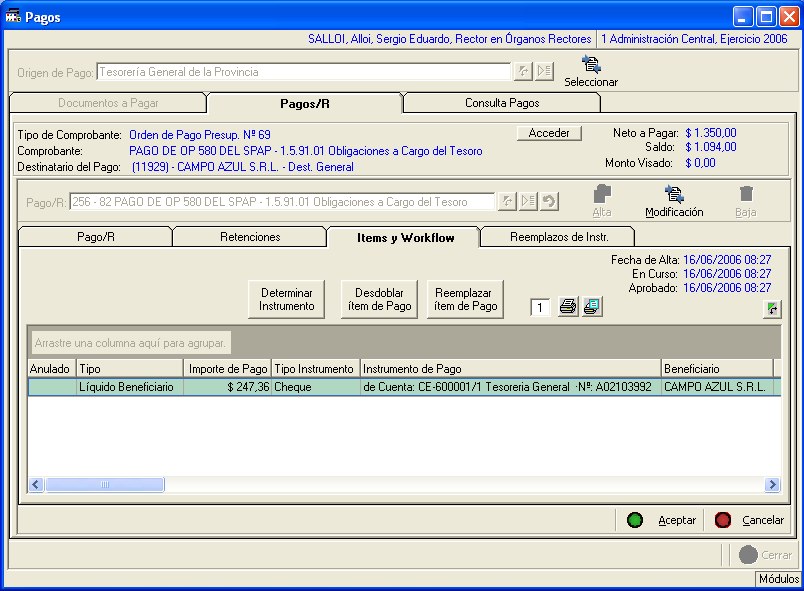 Pagos
SALLOI, Alloi, Sergio Eduardo, Rector en Órganos Rectores 1 Administración Central, Ejercicio 2006
Origen de Pago: Tesorería General de la Provincia
Seleccionar
Documentos a Pagar Pagos/R Consulta Pagos
Tipo de Comprobante: Orden de Pago Presup. Nº 69 Acceder Neto a Pagar: $ 1.350,00
Comprobante: PAGO DE OP 580 DEL SPAP - 1.5.91.01 Obligaciones a Cargo del Tesoro Saldo: $ 1.094,00
Destinatario del Pago: (11929) - CAMPO AZUL S.R.L. - Dest. General Monto Visado: $ 0,00
Pago/R: 256 - 82 PAGO DE OP 580 DEL SPAP - 1.5.91.01 Obligaciones a Cargo del Tesoro
Alta Modificación Baja
Pago/R Retenciones Items y Workflow Reemplazos de Instr.
Fecha de Alta: 16/06/2006 08:27
En Curso: 16/06/2006 08:27
Aprobado: 16/06/2006 08:27
Determinar Instrumento
Desdoblar ítem de Pago
Reemplazar ítem de Pago
1
Arrastre una columna aquí para agrupar.
Anulado Tipo Importe de Pago Tipo Instrumento Instrumento de Pago Beneficiario
Líquido Beneficiario $ 247,36 Cheque de Cuenta: CE-600001/1 Tesoreria General -Nº: A02103992 CAMPO AZUL S.R.L.
Aceptar Cancelar
Cerrar
Módulos